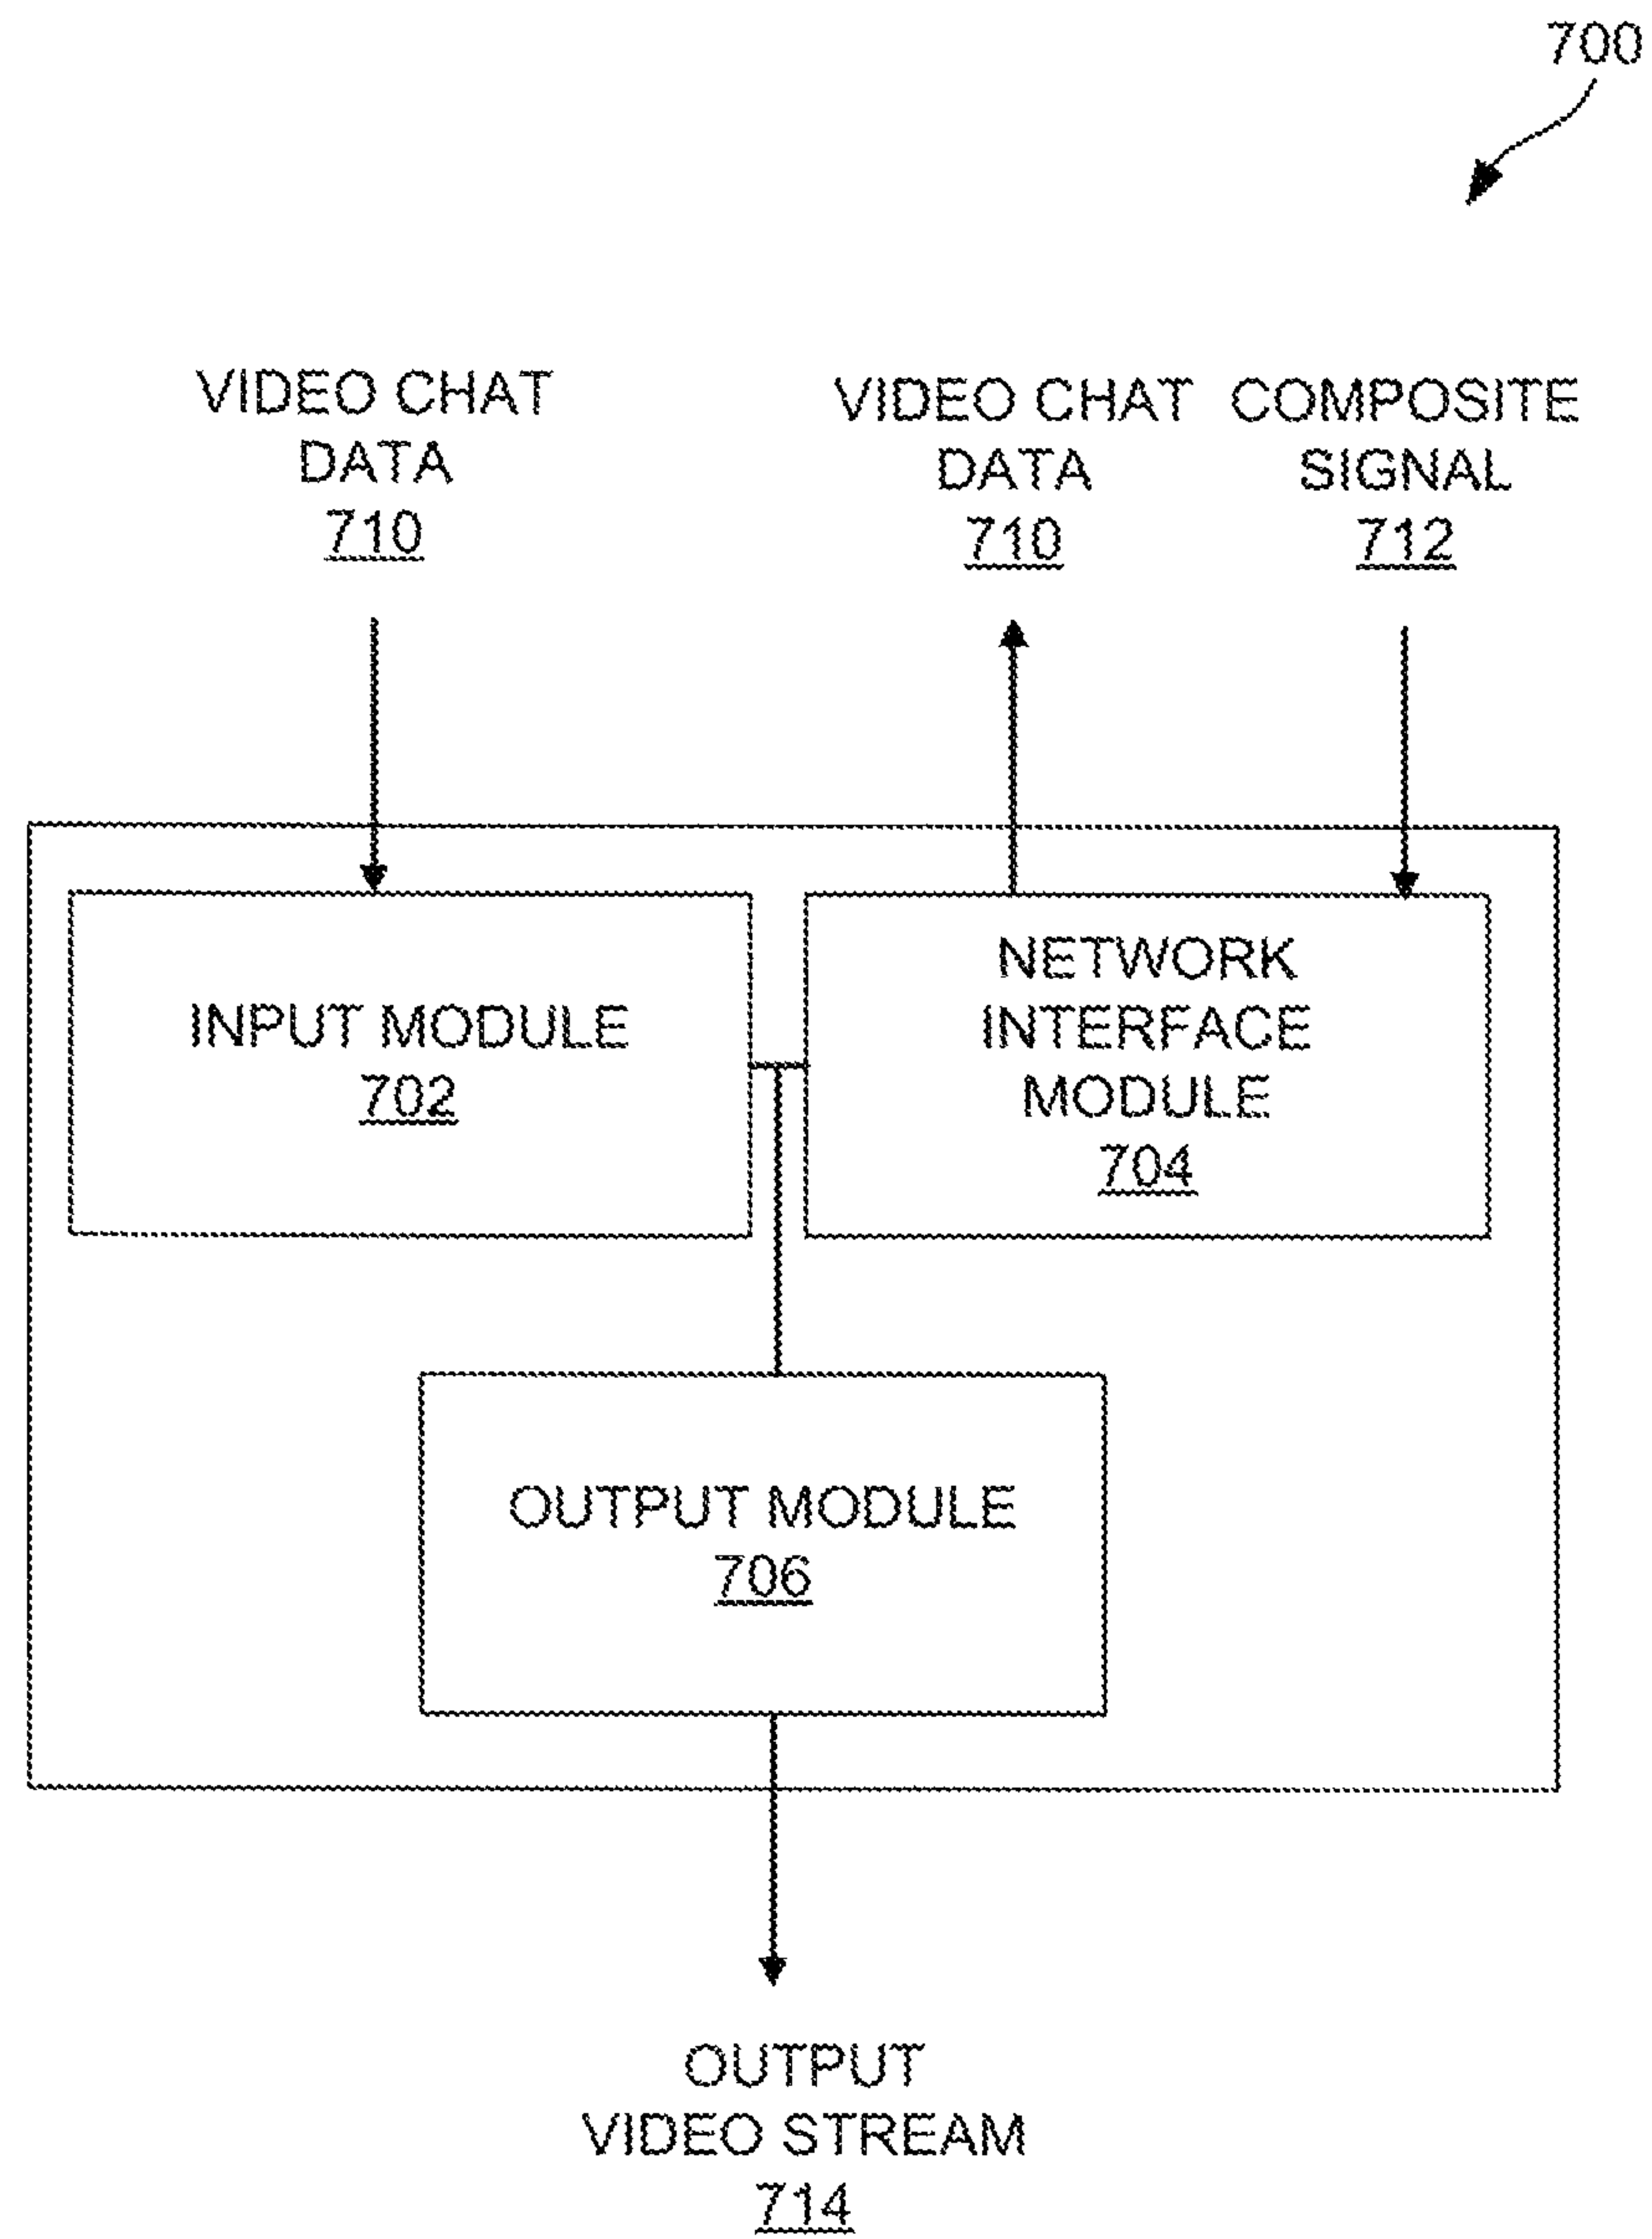 700
VIDEO CHAT
DATA
710
VIDEO CHAT
DATA
710
COMPOSITE
SIGNAL
712
INPUT MODULE
702
NETWORK
INTERFACE
MODULE
704
OUTPUT MODULE
706
OUTPUT
VIDEO STREAM
714